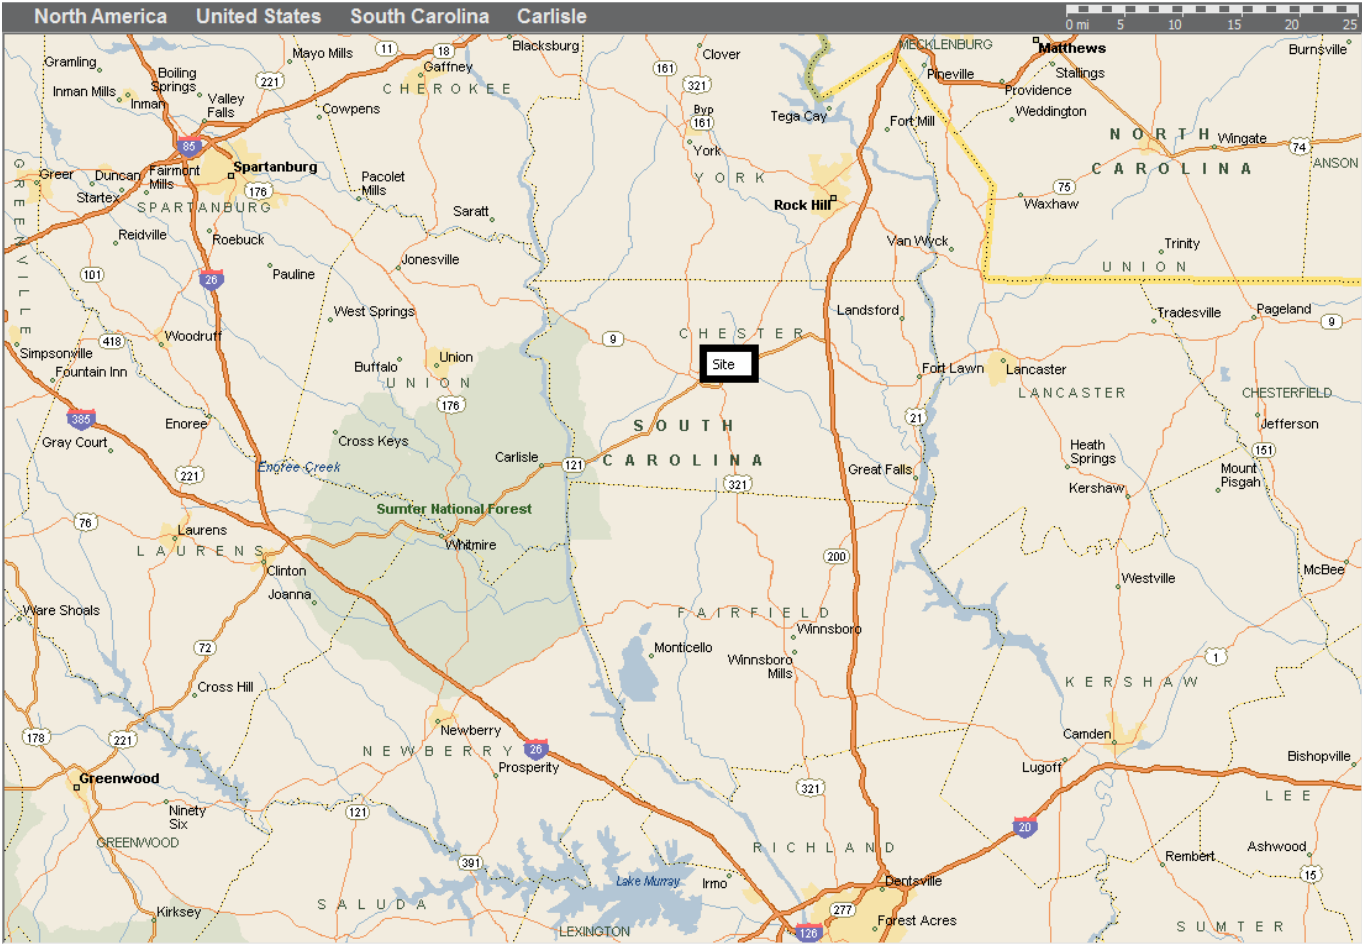 North America United States South Carolina Carlisle
0 mi 5 10 15 20 25
Gramling
Mayo Mills
11
18
Blacksburg
161
Clover
MECKLENBURG
Matthews
Burnsville
Boiling
Springs
221
Gaffney
CHEROKEE
321
Pineville
Stallings
Providence
Inman Mills
Inman
Valley
Falls
Cowpens
Byp
161
Tega Cay
Fort Mill
Weddington
NORTH
CAROLINA
Wingate
74
ANSON
85
Spartanburg
York
YORK
GREENVILLE
Greer
Duncan
Fairmont
Mills
Startex
176
Pacolet
Mills
Rock Hill
75
Waxhaw
SPARTANBURG
Saratt
Reidville
Roebuck
Van Wyck
Trinity
UNION
101
26
Pauline
Jonesville
West Springs
Landsford
Tradesville
Pageland
9
418
Woodruff
CHESTER
9
Simpsonville
Fountain Inn
Buffalo
Union
UNION
Site
Fort Lawn
Lancaster
LANCASTER
CHESTERFIELD
385
Enoree
176
SOUTH
CAROLINA
21
Jefferson
Gray Court
Cross Keys
Heath
Springs
151
221
Enoree Creek
Carlisle
121
Great Falls
Mount
Pisgah
321
Kershaw
76
Sumter National Forest
Laurens
LAURENS
Whitmire
200
Clinton
McBee
Joanna
Westville
Ware Shoals
FAIRFIELD
Winnsboro
72
Monticello
Winnsboro
Mills
1
Cross Hill
KERSHAW
178
221
Newberry
Camden
NEWBERRY
26
Prosperity
Lugoff
Bishopville
Greenwood
321
LEE
Ninety
Six
121
20
GREENWOOD
391
RICHLAND
Ashwood
Rembert
Lake Murray
Irmo
Dentsville
15
Kirksey
SALUDA
277
Forest Acres
LEXINGTON
126
SUMTER